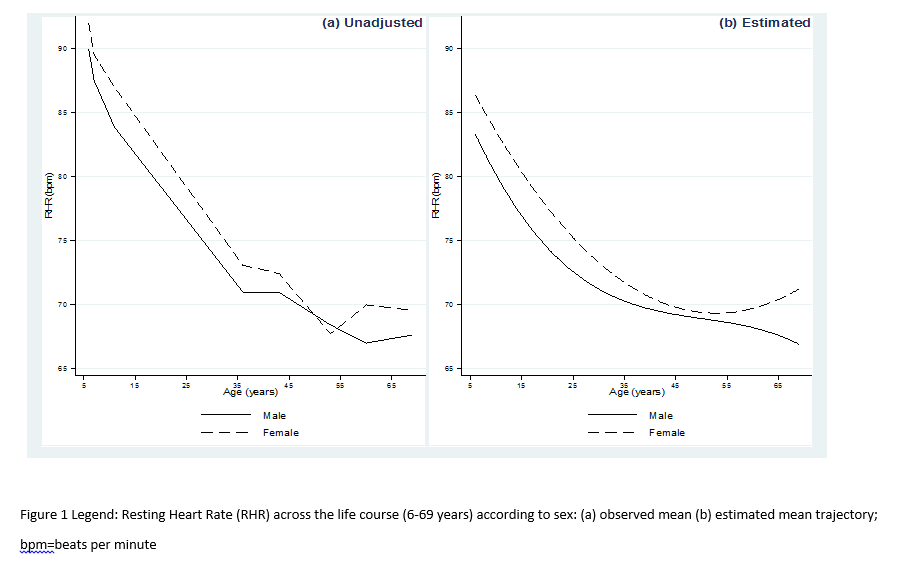 (a) Unadjusted
90
85
80
75
70
65
RHR(bpm)
5 15 25 35 45 55 65
Age (years)
Male
Female
(b) Estimated
90
85
80
75
70
65
RHR(bpm)
5 15 25 35 45 55 65
Age (years)
Male
Female
Figure 1 Legend: Resting Heart Rate (RHR) across the life course (6-69 years) according to sex: (a) observed mean (b) estimated mean trajectory;
bpm=beats per minute